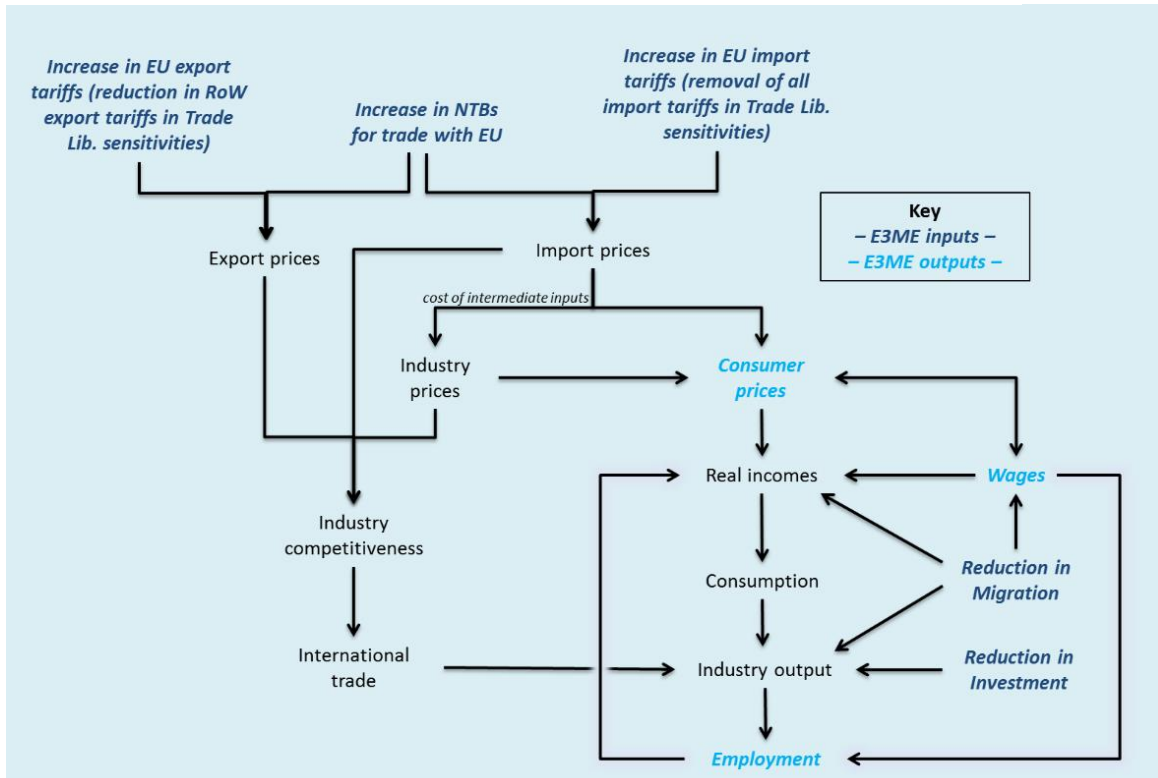 Increase in EU export
tariffs (reduction in RoW
export tariffs in Trade
Lib. sensitivities)
Increase in NTBs
for trade with EU
Increase in EU import
tariffs (removal of all
import tariffs in Trade Lib.
sensitivities)
Key
– E3ME inputs –
– E3ME outputs –
Export prices
Import prices
cost of intermediate inputs
Industry
prices
Consumer
prices
Real incomes
Wages
Industry
competitiveness
Consumption
Reduction in
Migration
International
trade
Industry output
Reduction in
Investment
Employment